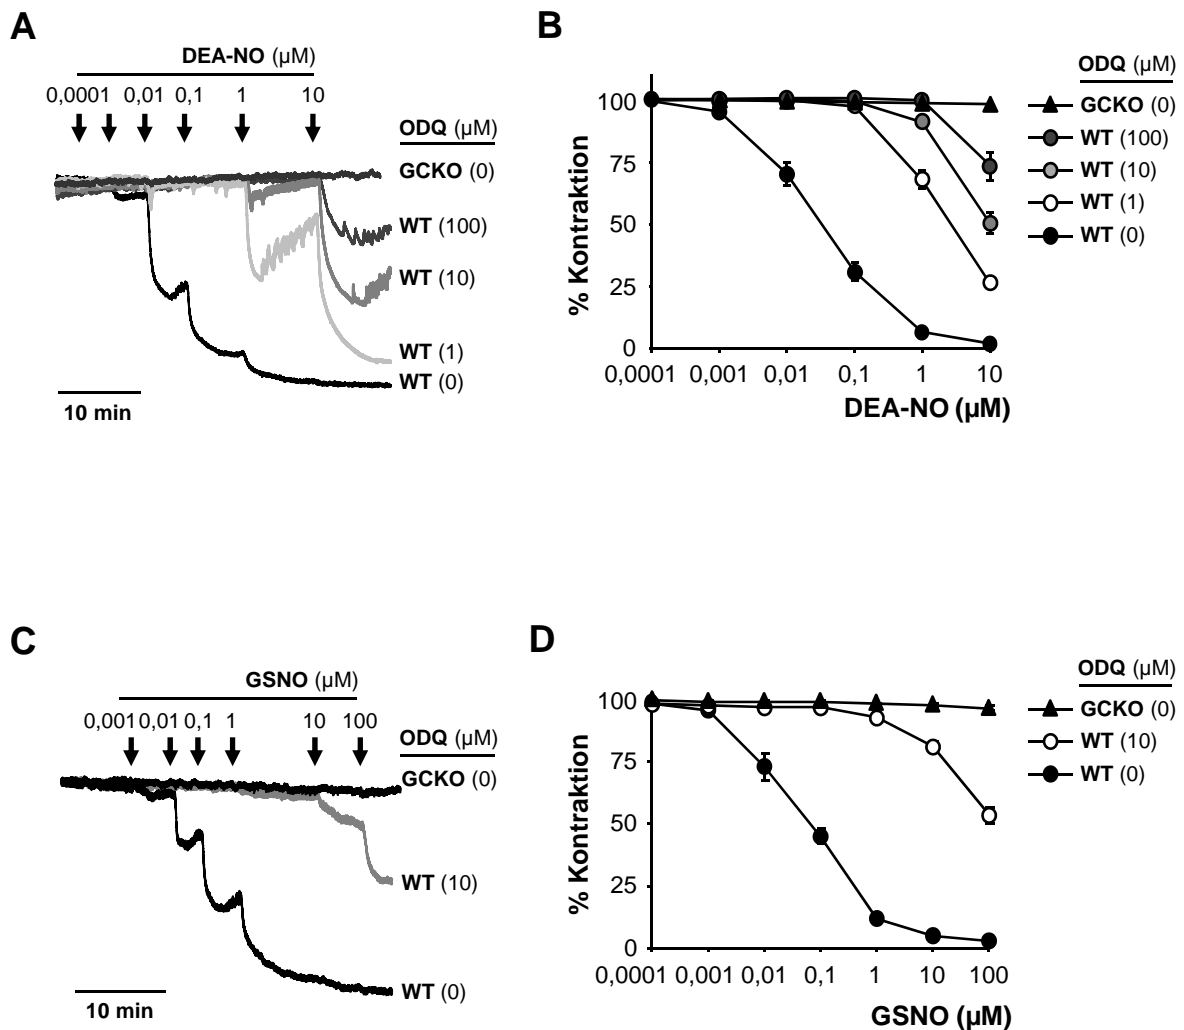 A
DEA-NO (µM)
0,0001 0,01 0,1 1 10
ODQ (µM)
GCKO (0)
WT (100)
WT (10)
WT (1)
WT (0)
10 min
B
ODQ (µM)
GCKO (0)
WT (100)
WT (10)
WT (1)
WT (0)
% Kontraktion
100
75
50
25
0
0,0001 0,001 0,01 0,1 1 10
DEA-NO (µM)
C
GSNO (µM)
0,001 0,01 0,1 1 10 100
ODQ (µM)
GCKO (0)
WT (10)
WT (0)
10 min
D
ODQ (µM)
GCKO (0)
WT (10)
WT (0)
% Kontraktion
100
75
50
25
0
0,0001 0,001 0,01 0,1 1 10 100
GSNO (µM)